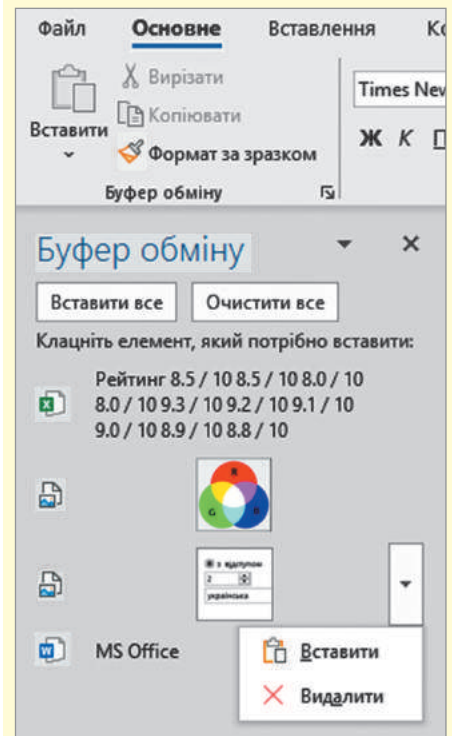 Файл Основне Вставлення Ко
Вирізати
Копіювати
Вставити
Формат за зразком
Буфер обміну
Times New
Ж К П
Буфер обміну
Вставити все Очистити все
Клацніть елемент, який потрібно вставити:
Рейтинг 8.5 / 10 8.5 / 10 8.0 / 10
8.0 / 10 9.3 / 10 9.2 / 10 9.1 / 10
9.0 / 10 8.9 / 10 8.8 / 10
R
G B
з відступом
2
українська
MS Office
Вставити
Видалити